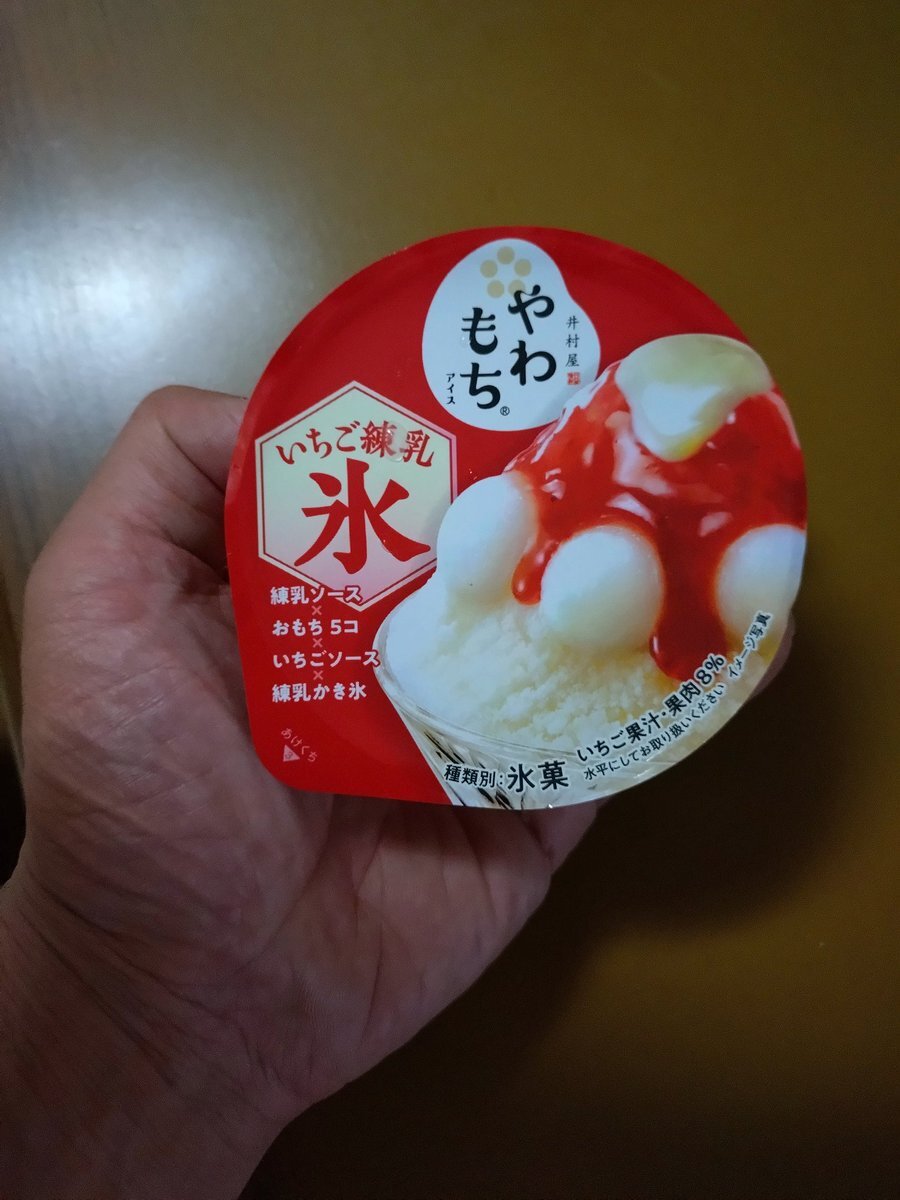 やわ
もち®
アイス
井村屋
いちご練乳
氷
練乳ソース
×
おもち 5コ
×
いちごソース
×
練乳かき氷
あけくち
種類別:氷菓
いちご果汁・果肉8%
水平にしてお取り扱いください
イメージ写真